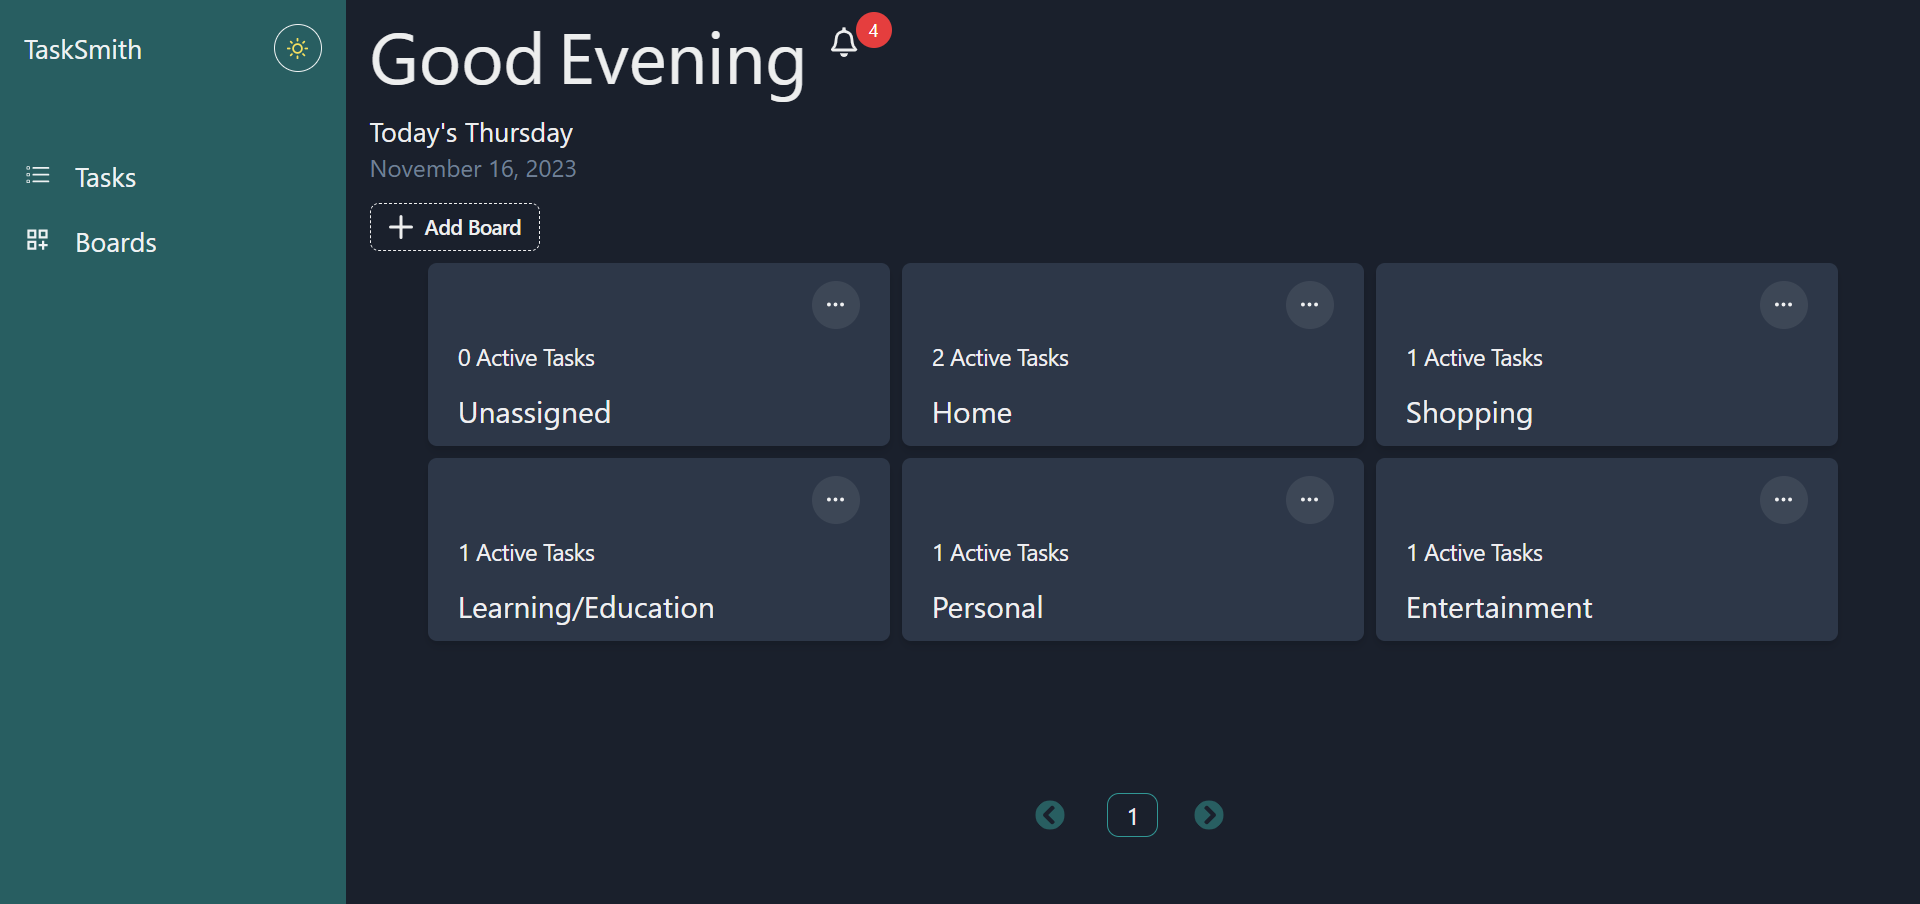 TaskSmith
Tasks
Boards
Good Evening
4
Today's Thursday
November 16, 2023
Add Board
0 Active Tasks
Unassigned
2 Active Tasks
Home
1 Active Tasks
Shopping
1 Active Tasks
Learning/Education
1 Active Tasks
Personal
1 Active Tasks
Entertainment
1